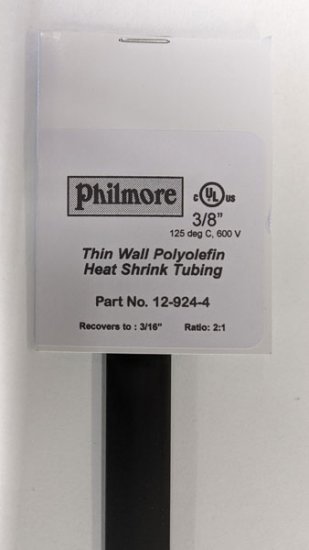 Philmore
c UL us
3/8"
125 deg C, 600 V
Thin Wall Polyolefin
Heat Shrink Tubing
Part No. 12-924-4
Recovers to : 3/16" Ratio: 2:1